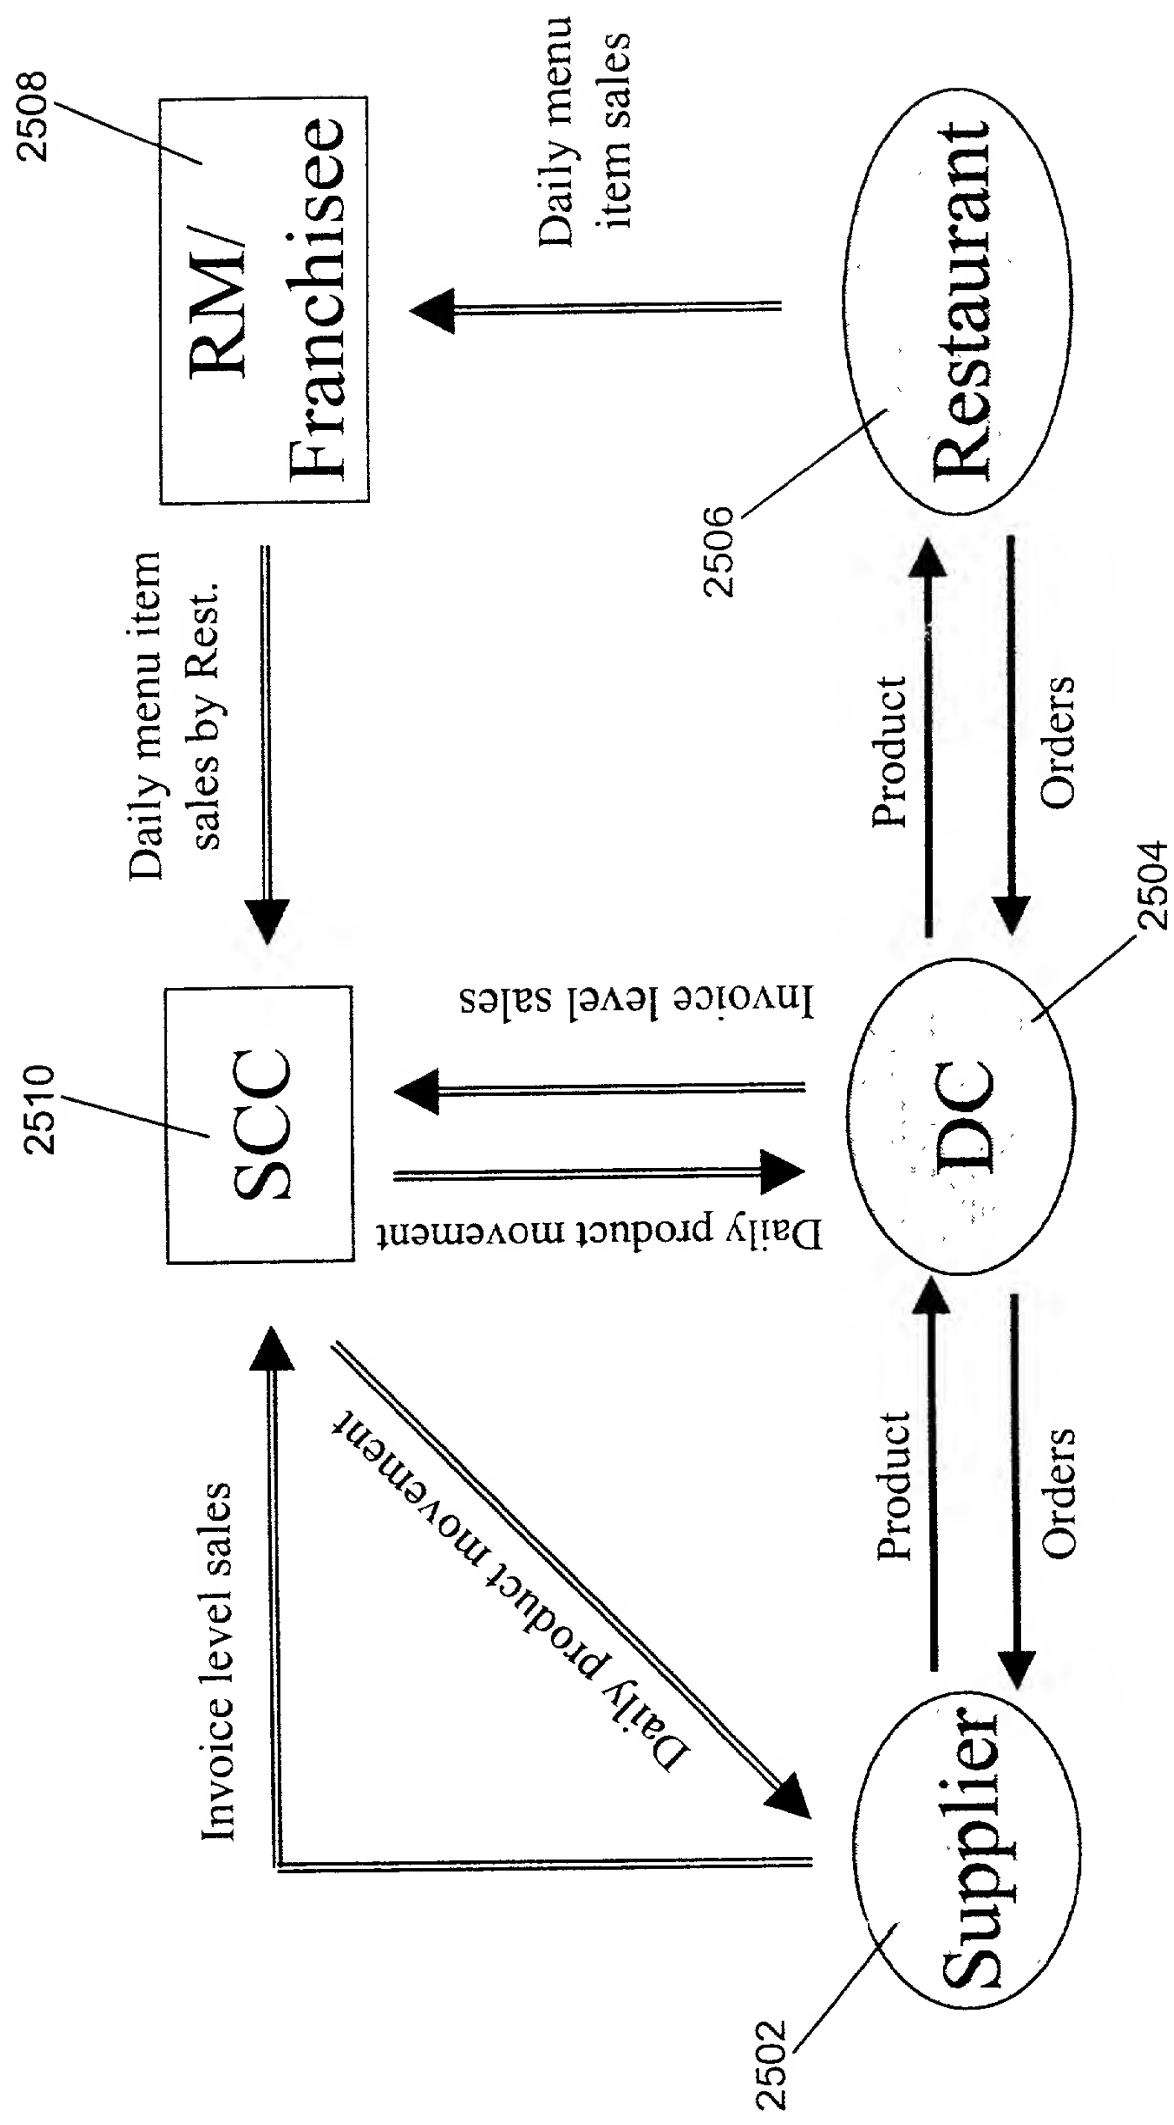 2510
2508
Invoice level sales
SCC
Daily menu item
sales by Rest.
RM/
Franchisee
Daily product movement
Daily product movement
Invoice level sales
Daily menu
item sales
2502
Supplier
Product
Orders
DC
2504
Product
Orders
2506
Restaurant